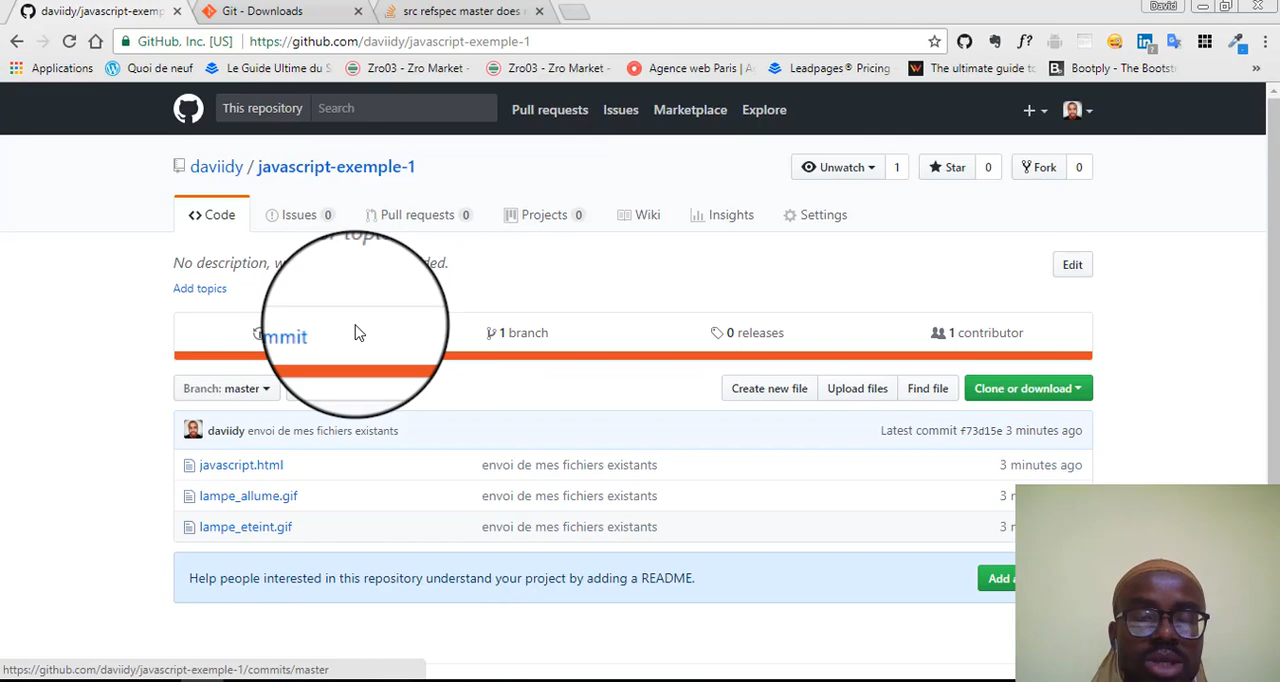 daviidy/javascript-exemp
Git - Downloads
src refspec master does
David
GitHub, Inc. [US]
https://github.com/daviidy/javascript-exemple-1
Applications
Quoi de neuf
Le Guide Ultime du
Zro03 - Zro Market -
Zro03 - Zro Market -
Agence web Paris
Leadpages® Pricing
The ultimate guide to
Bootply - The Bootst
This repository
Search
Pull requests
Issues
Marketplace
Explore
daviidy / javascript-exemple-1
Unwatch
1
Star
0
Fork
0
Code
Issues 0
Pull requests 0
Projects 0
Wiki
Insights
Settings
No description,
Edit
Add topics
1 branch
0 releases
1 contributor
Branch: master
Create new file
Upload files
Find file
Clone or download
daviidy envoi de mes fichiers existants
Latest commit f73d15e 3 minutes ago
javascript.html
envoi de mes fichiers existants
3 minutes ago
lampe_allume.gif
envoi de mes fichiers existants
3
lampe_eteint.gif
envoi de mes fichiers existants
3
Help people interested in this repository understand your project by adding a README.
Add
https://github.com/daviidy/javascript-exemple-1/commits/master